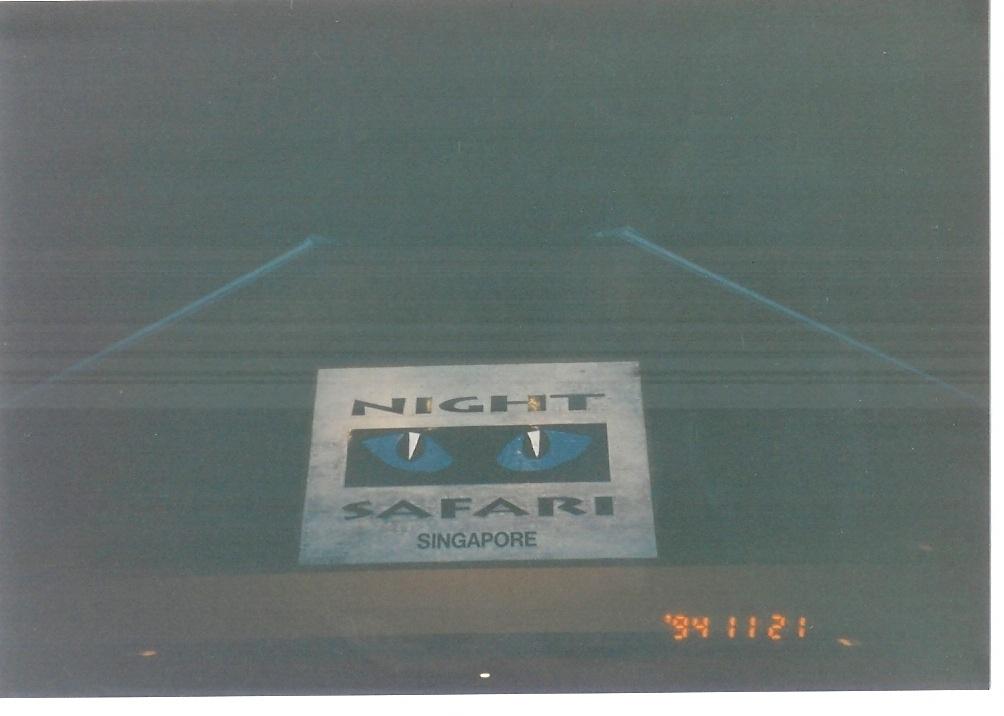 NIGHT
SAFARI
SINGAPORE
'94 11 21